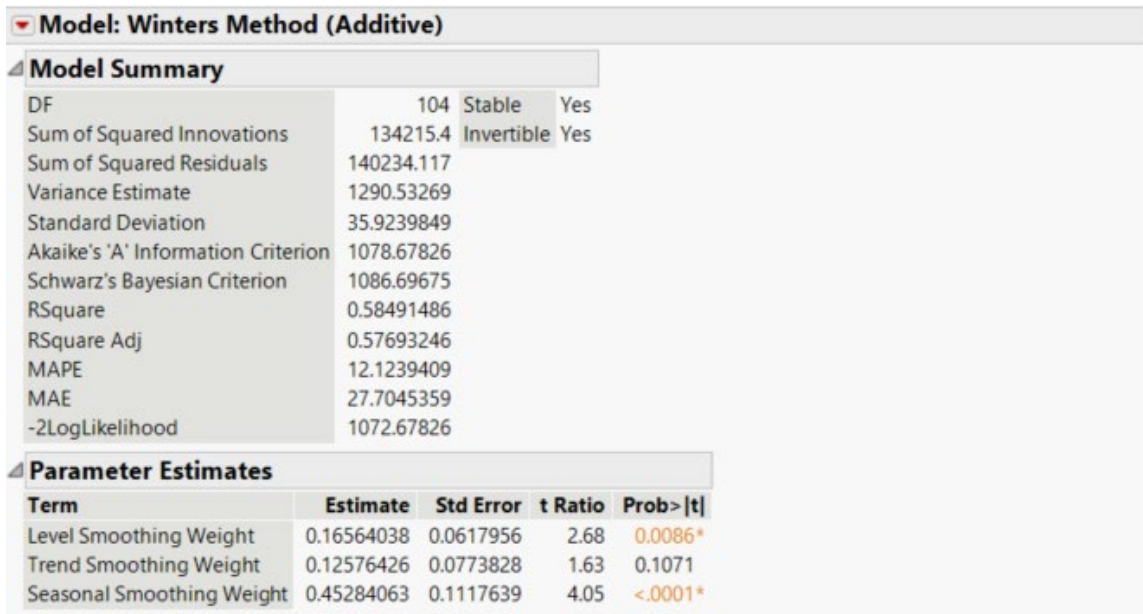 Model: Winters Method (Additive)
Model Summary
DF 104 Stable Yes
Sum of Squared Innovations 134215.4 Invertible Yes
Sum of Squared Residuals 140234.117
Variance Estimate 1290.53269
Standard Deviation 35.9239849
Akaike's 'A' Information Criterion 1078.67826
Schwarz's Bayesian Criterion 1086.69675
RSquare 0.58491486
RSquare Adj 0.57693246
MAPE 12.1239409
MAE 27.7045359
-2LogLikelihood 1072.67826
Parameter Estimates
Term Estimate Std Error t Ratio Prob>|t|
Level Smoothing Weight 0.16564038 0.0617956 2.68 0.0086*
Trend Smoothing Weight 0.12576426 0.0773828 1.63 0.1071
Seasonal Smoothing Weight 0.45284063 0.1117639 4.05 <.0001*